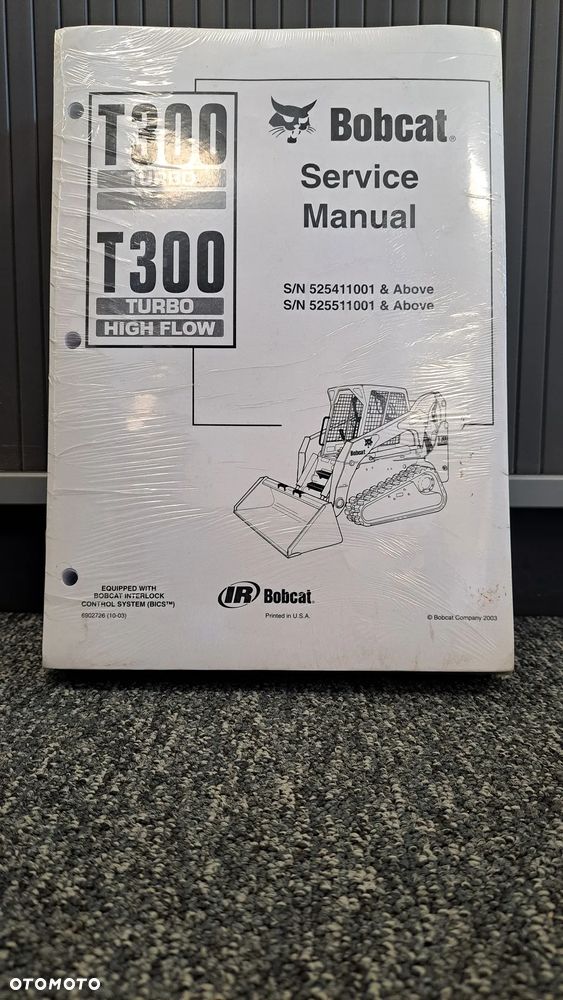 T300
TURBO
T300
TURBO
HIGH FLOW
Bobcat®
Service
Manual
S/N 525411001 & Above
S/N 525511001 & Above
Bobcat
EQUIPPED WITH
BOBCAT INTERLOCK
CONTROL SYSTEM (BICS™)
6902726 (10-03)
IR Bobcat®
Printed in U.S.A.
© Bobcat Company 2003
OTOMOTO